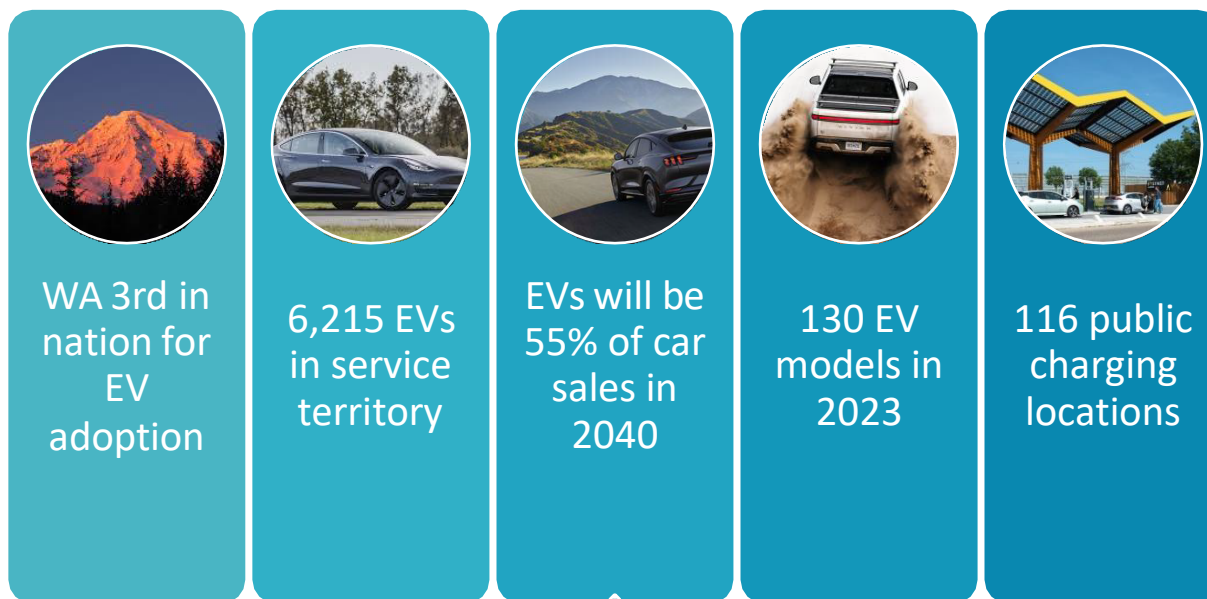 WA 3rd in
nation for
EV
adoption
6,215 EVs
in service
territory
EVs will be
55% of car
sales in
2040
130 EV
models in
2023
116 public
charging
locations